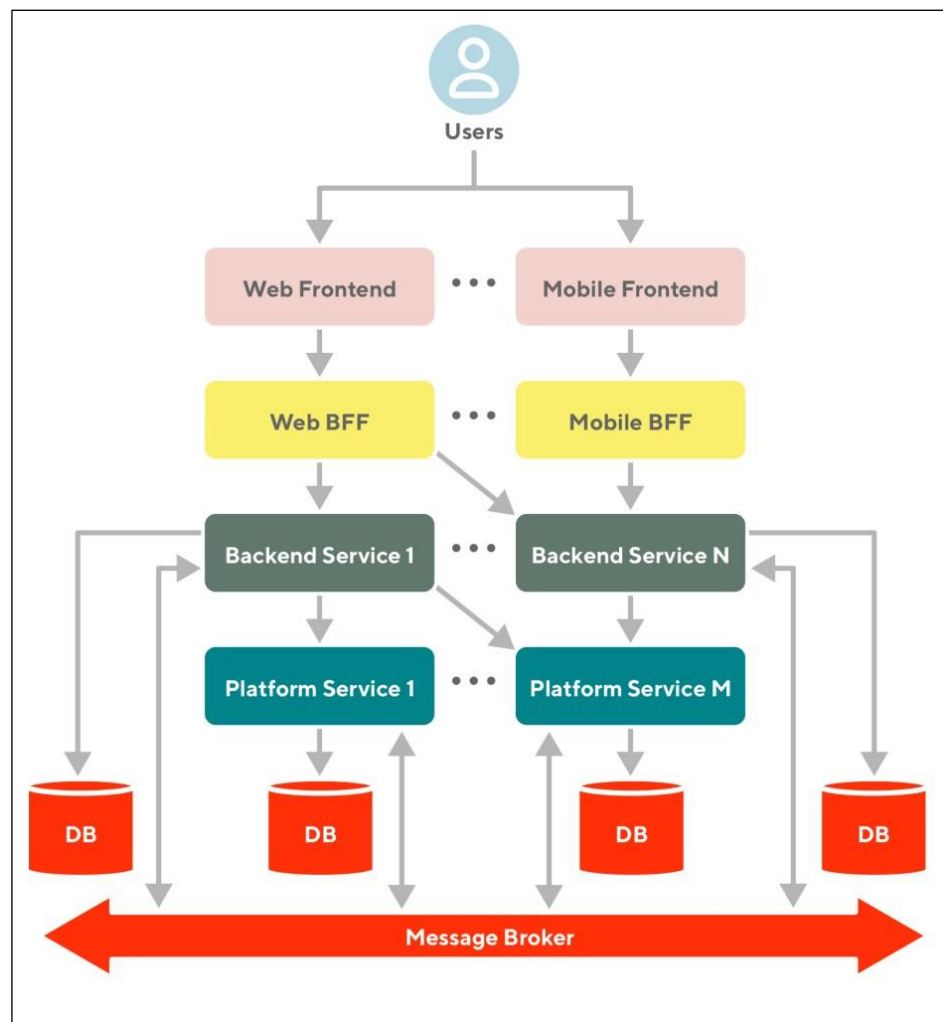 Users
Web Frontend
Mobile Frontend
Web BFF
Mobile BFF
Backend Service 1
Backend Service N
Platform Service 1
Platform Service M
DB
DB
DB
DB
Message Broker